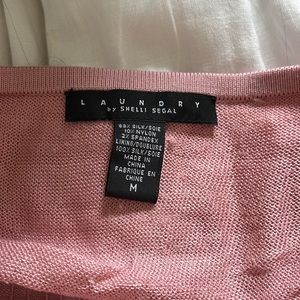 LAUNDRY
by SHELLI SEGAL
88% SILK/SOIE
10% NYLON
2% SPANDEX
LINING/DOUBLURE
100% SILK/SOIE
MADE IN
CHINA
FABRIQUE EN
CHINE
M